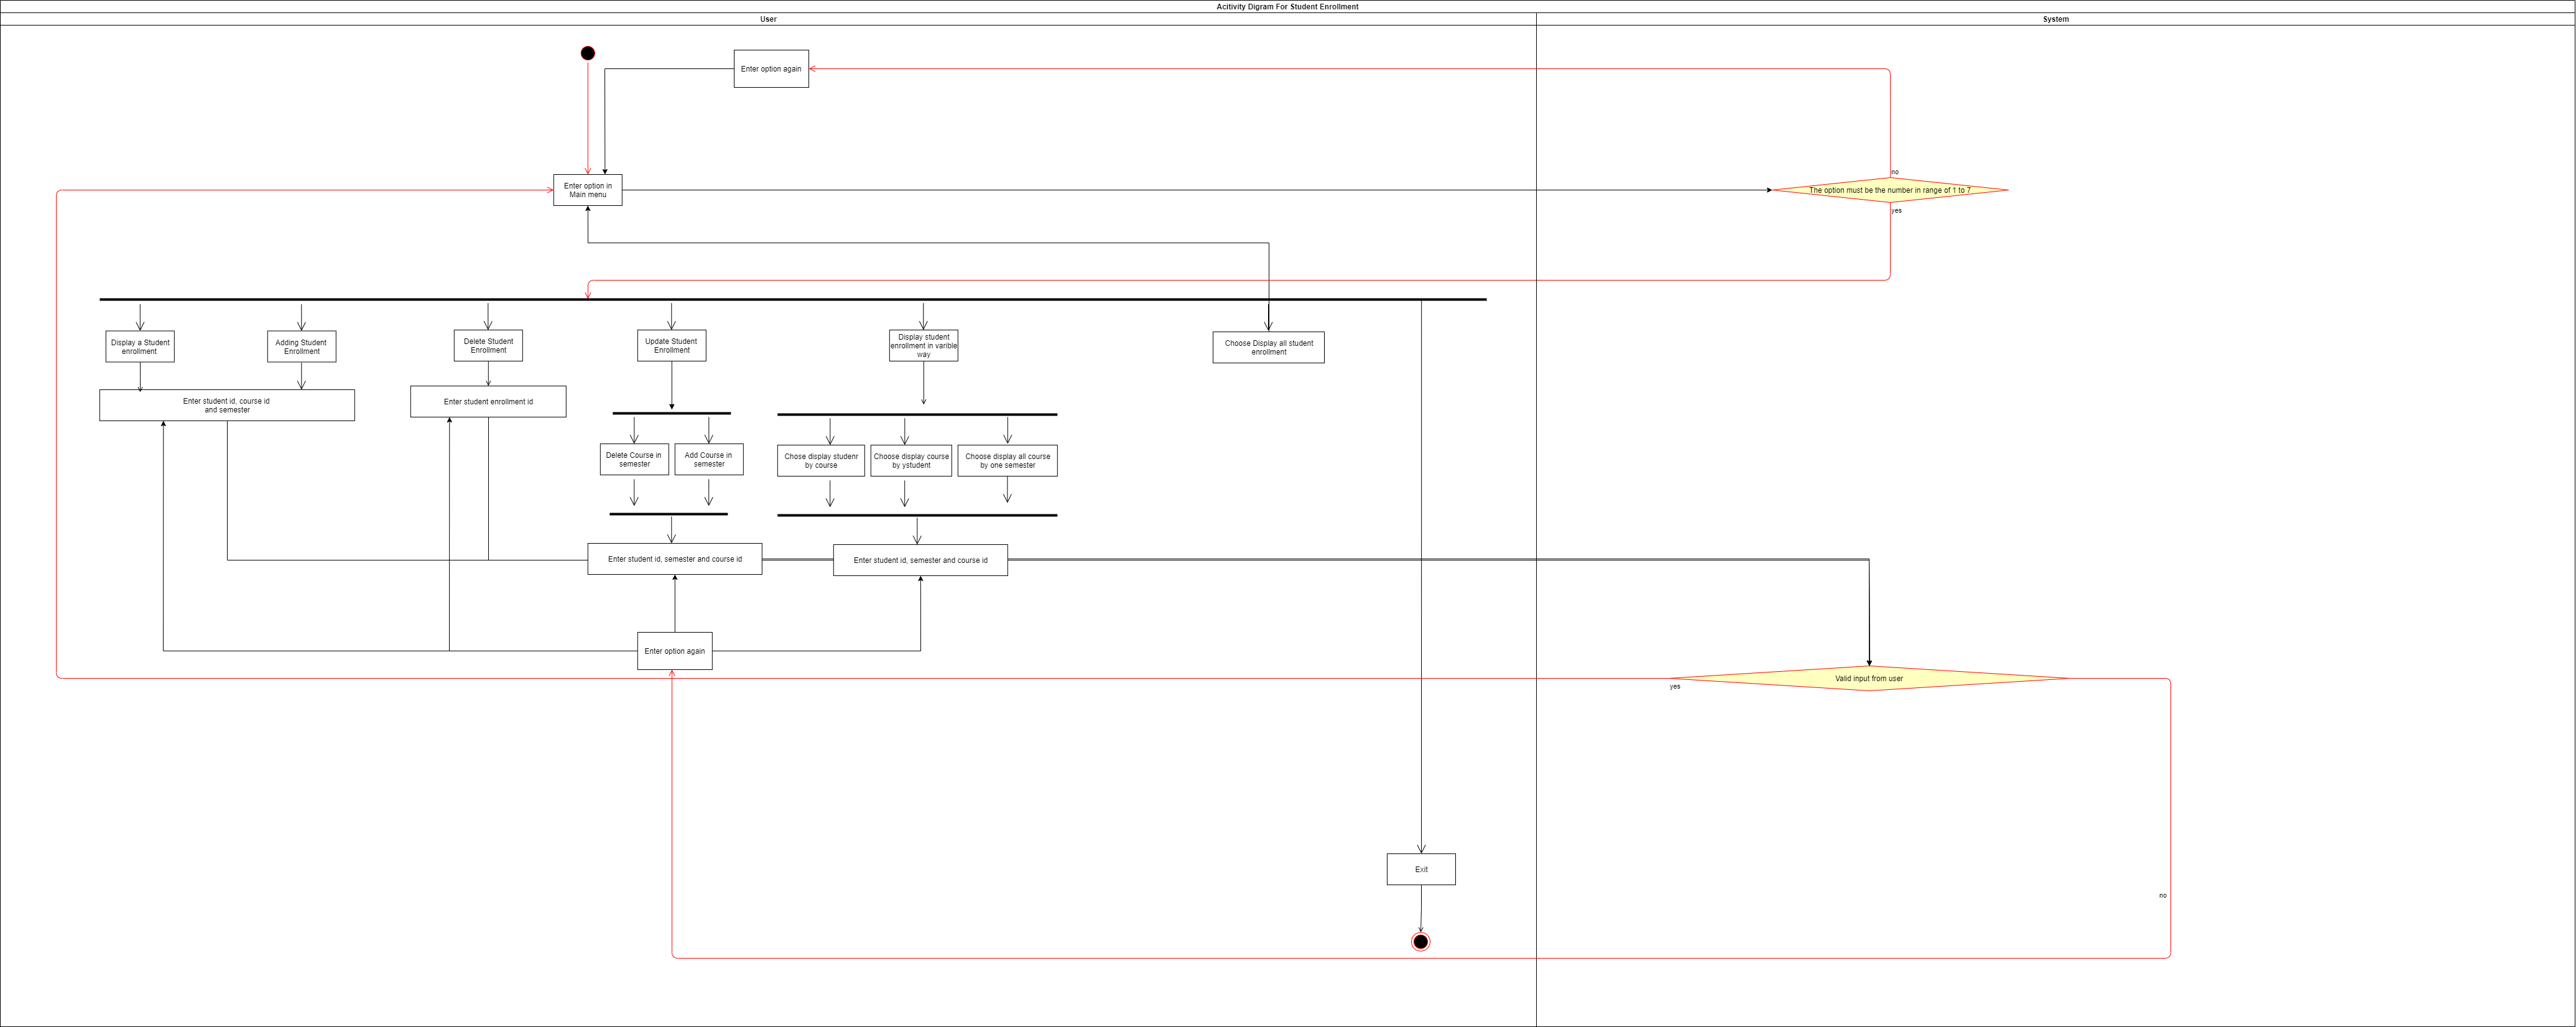 Acitivity Digram For Student Enrollment
User
System
Enter option again
Enter option in
Main menu
no
The option must be the number in range of 1 to 7
yes
Display a Student
enrollment
Adding Student
Enrollment
Delete Student
Enrollment
Update Student
Enrollment
Display student
enrollment in varible
way
Choose Display all student
enrollment
Enter student id, course id
and semester
Enter student enrollment id
Delete Course in
semester
Add Course in
semester
Chose display studenr
by course
Choose display course
by ystudent
Choose display all course
by one semester
Enter student id, semester and course id
Enter student id, semester and course id
Enter option again
Valid input from user
yes
Exit
no